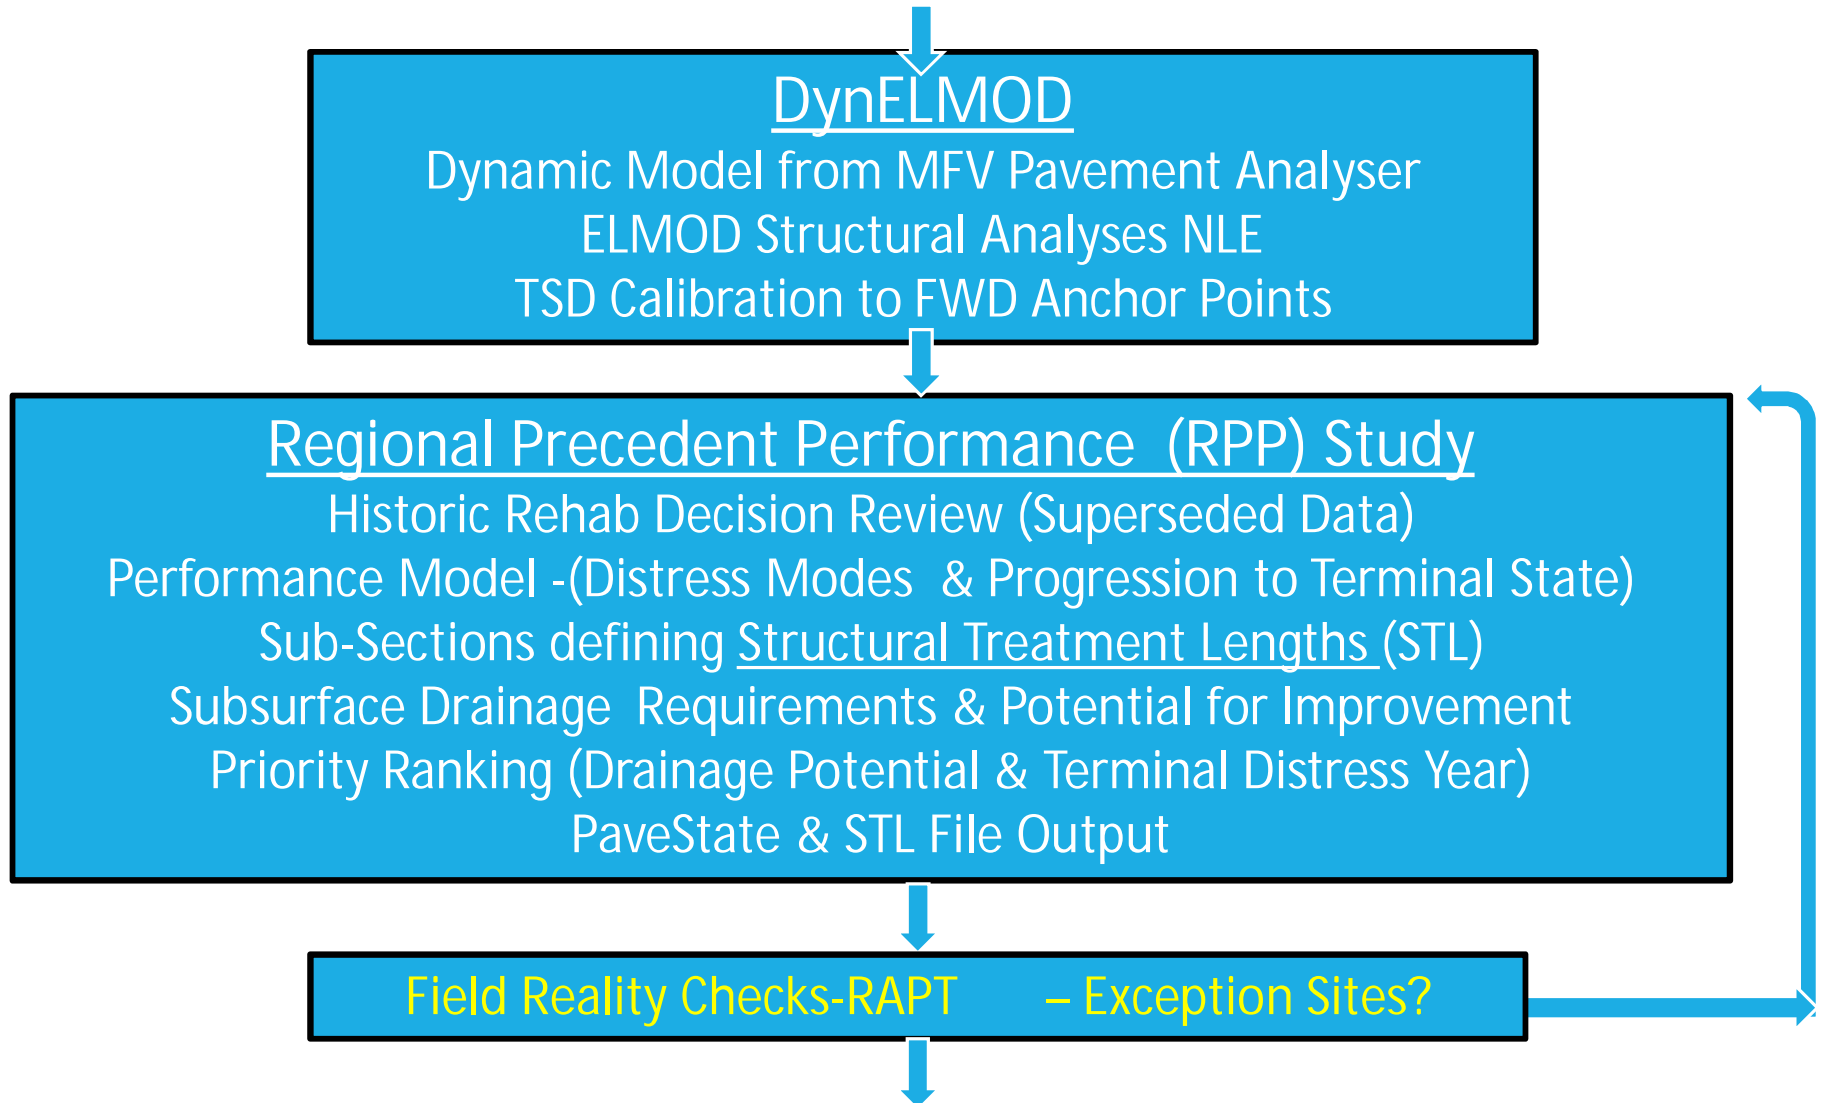 DynELMOD
Dynamic Model from MFV Pavement Analyser
ELMOD Structural Analyses NLE
TSD Calibration to FWD Anchor Points
Regional Precedent Performance (RPP) Study
Historic Rehab Decision Review (Superseded Data)
Performance Model -(Distress Modes & Progression to Terminal State)
Sub-Sections defining Structural Treatment Lengths (STL)
Subsurface Drainage Requirements & Potential for Improvement
Priority Ranking (Drainage Potential & Terminal Distress Year)
PaveState & STL File Output
Field Reality Checks-RAPT – Exception Sites?